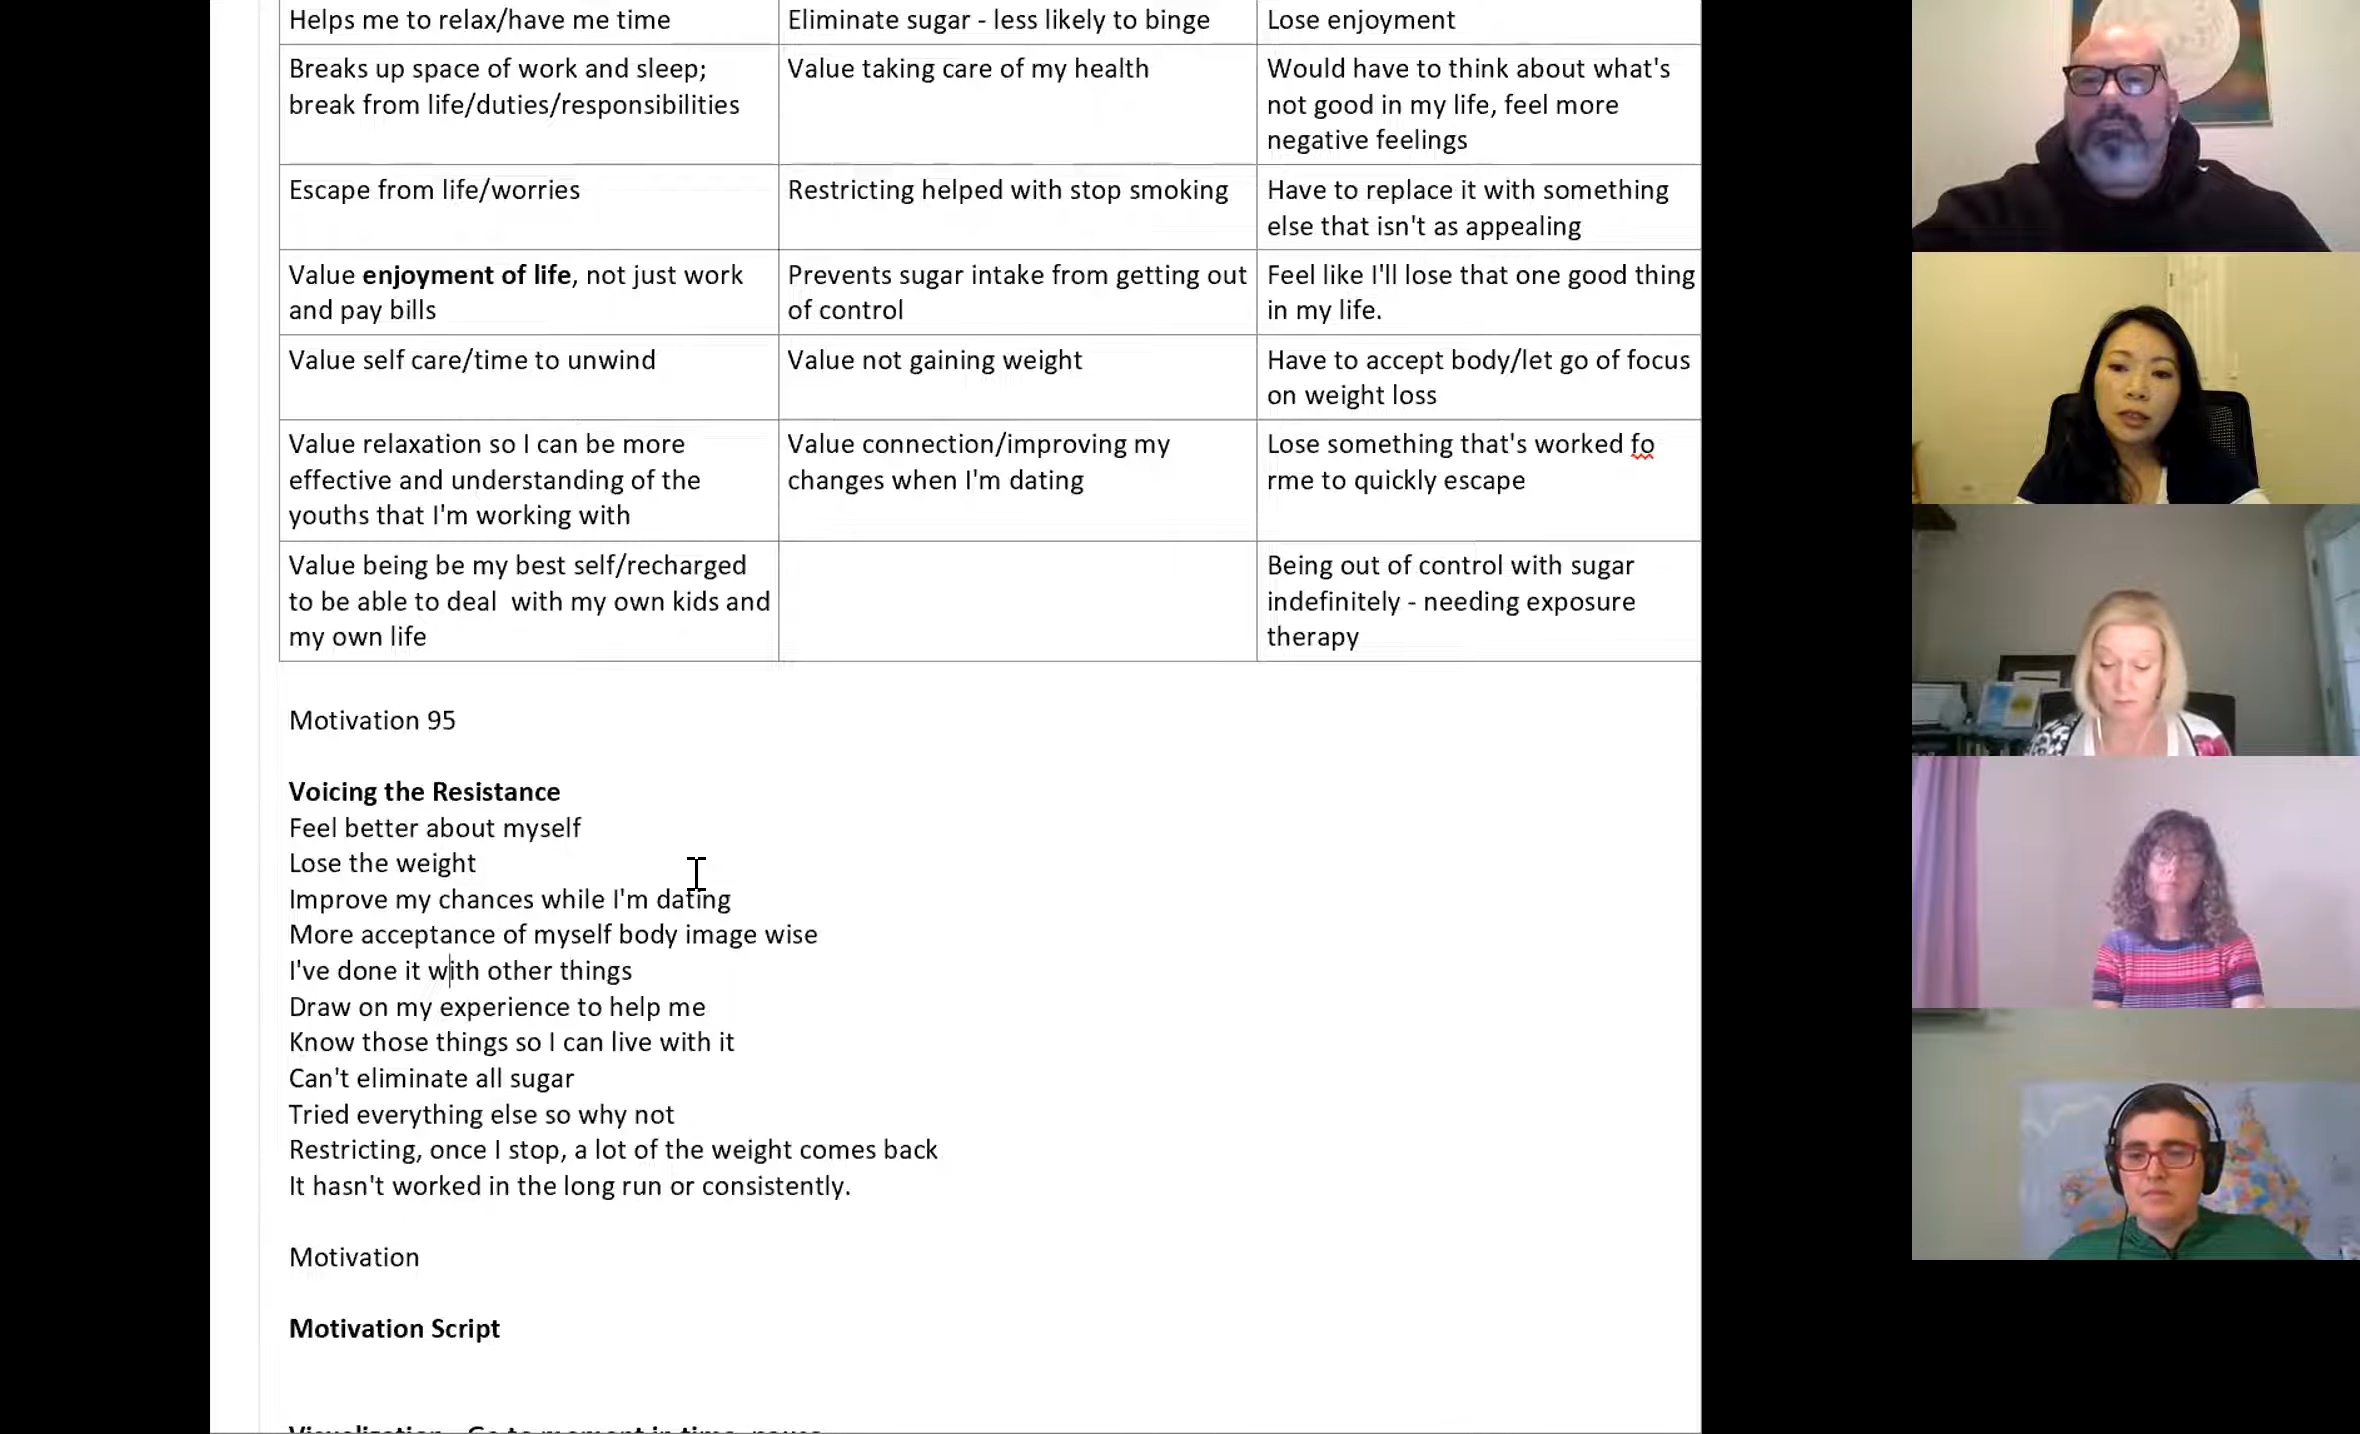 Helps me to relax/have me time
Eliminate sugar - less likely to binge
Lose enjoyment
Breaks up space of work and sleep;
break from life/duties/responsibilities
Value taking care of my health
Would have to think about what's
not good in my life, feel more
negative feelings
Escape from life/worries
Restricting helped with stop smoking
Have to replace it with something
else that isn't as appealing
Value enjoyment of life, not just work
and pay bills
Prevents sugar intake from getting out
of control
Feel like I'll lose that one good thing
in my life.
Value self care/time to unwind
Value not gaining weight
Have to accept body/let go of focus
on weight loss
Value relaxation so I can be more
effective and understanding of the
youths that I'm working with
Value connection/improving my
changes when I'm dating
Lose something that's worked fo
rme to quickly escape
Value being be my best self/recharged
to be able to deal  with my own kids and
my own life
Being out of control with sugar
indefinitely - needing exposure
therapy
Motivation 95
Voicing the Resistance
Feel better about myself
Lose the weight
Improve my chances while I'm dating
More acceptance of myself body image wise
I've done it with other things
Draw on my experience to help me
Know those things so I can live with it
Can't eliminate all sugar
Tried everything else so why not
Restricting, once I stop, a lot of the weight comes back
It hasn't worked in the long run or consistently.
Motivation
Motivation Script